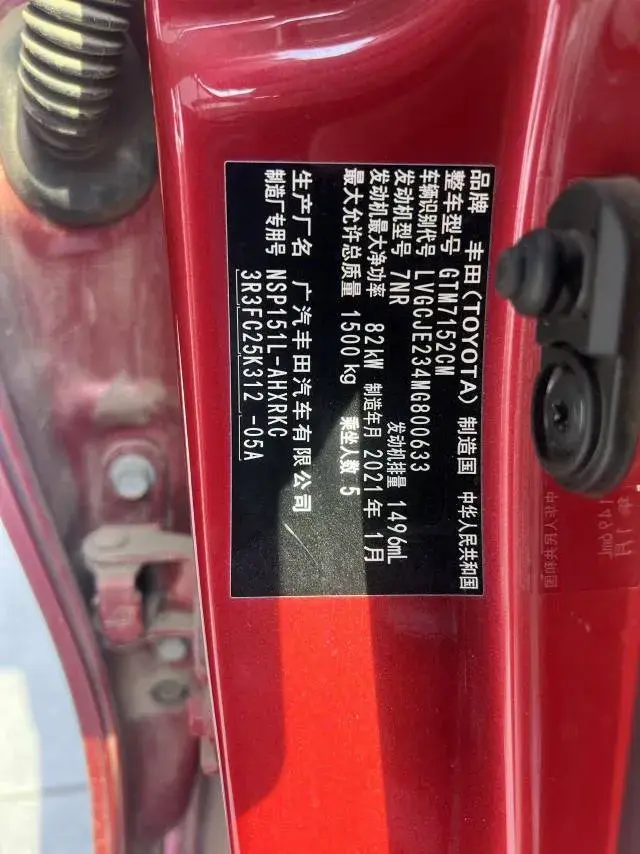 品牌 丰田(TOYOTA) 制造国 中华人民共和国
整车型号 GTM7152CM
车辆识别代号 LVGCJE234MG800633
发动机型号 7NR 发动机排量 1496mL
发动机最大净功率 82kW 制造年月 2021年1月
最大允许总质量 1500kg 乘坐人数 5
生产厂名 广汽丰田汽车有限公司
制造厂专用号 NSP151L-AHXRKC
3R3FC25K312 -05A